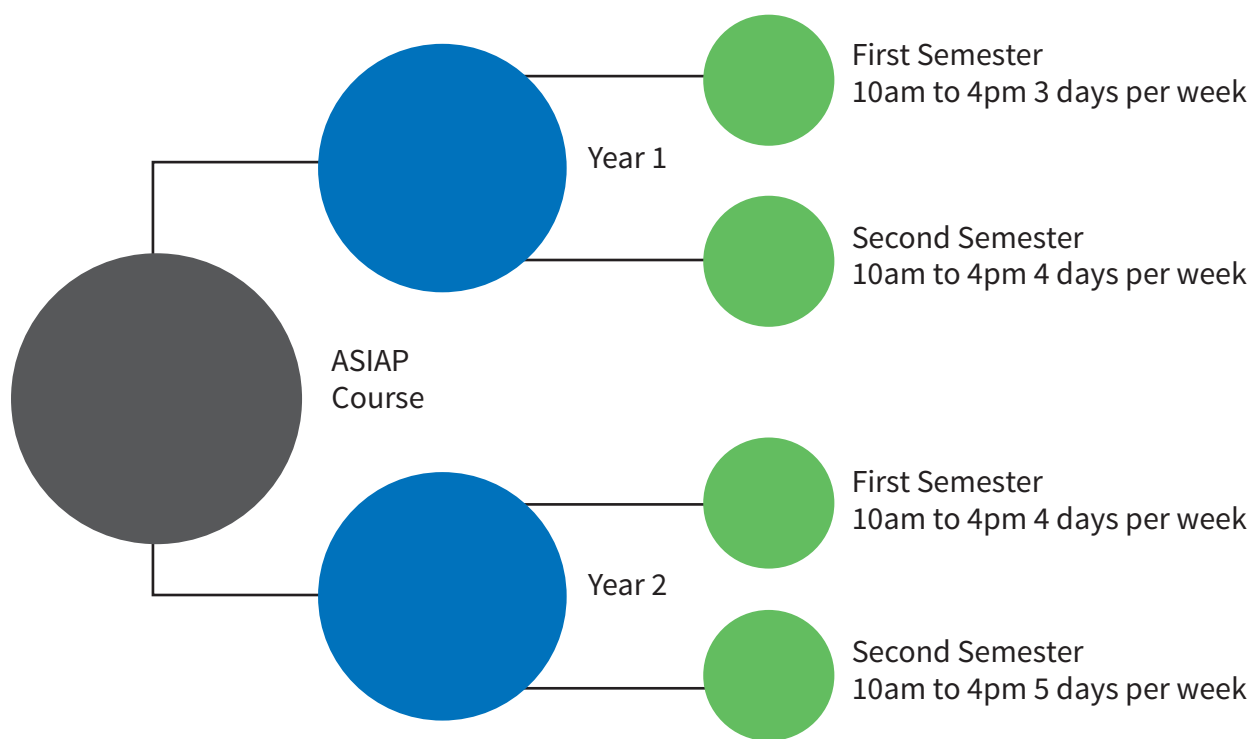 ASIAP
Course
Year 1
First Semester
10am to 4pm 3 days per week
Second Semester
10am to 4pm 4 days per week
Year 2
First Semester
10am to 4pm 4 days per week
Second Semester
10am to 4pm 5 days per week